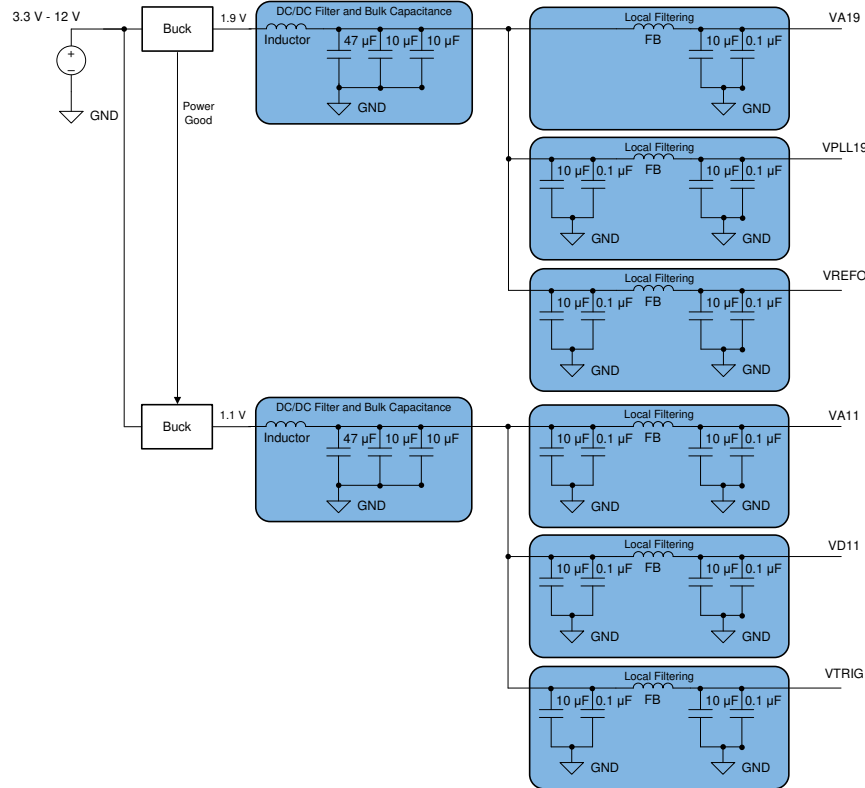 3.3 V - 12 V
Buck
1.9 V
DC/DC Filter and Bulk Capacitance
Inductor
47 µF 10 µF 10 µF
GND
GND
Power
Good
Local Filtering
FB
10 µF 0.1 µF
GND
VA19
Local Filtering
10 µF 0.1 µF FB 10 µF 0.1 µF
GND GND
VPLL19
Local Filtering
10 µF 0.1 µF FB 10 µF 0.1 µF
GND GND
VREFO
Buck
1.1 V
DC/DC Filter and Bulk Capacitance
Inductor
47 µF 10 µF 10 µF
GND
Local Filtering
10 µF 0.1 µF FB 10 µF 0.1 µF
GND GND
VA11
Local Filtering
10 µF 0.1 µF FB 10 µF 0.1 µF
GND GND
VD11
Local Filtering
10 µF 0.1 µF FB 10 µF 0.1 µF
GND GND
VTRIG